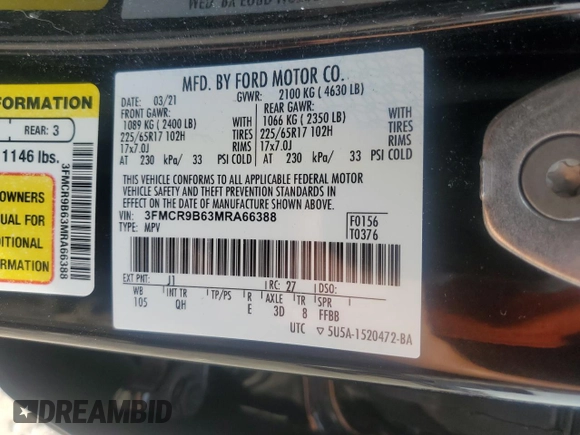 FORMATION
REAR: 3
1146 lbs.
OWNERS
UAL FOR
DITIONAL
ORMATION
3FMCR9B63MRA66388
MFD. BY FORD MOTOR CO.
DATE: 03/21 GVWR: 2100 KG ( 4630 LB)
FRONT GAWR: REAR GAWR:
1089 KG ( 2400 LB) WITH 1066 KG ( 2350 LB) WITH
225/65R17 102H TIRES 225/65R17 102H TIRES
17x7.0J RIMS 17x7.0J RIMS
AT 230 kPa/ 33 PSI COLD AT 230 kPa/ 33 PSI COLD
THIS VEHICLE CONFORMS TO ALL APPLICABLE FEDERAL MOTOR
VEHICLE SAFETY AND THEFT PREVENTION STANDARDS IN
EFFECT ON THE DATE OF MANUFACTURE SHOWN ABOVE.
VIN: 3FMCR9B63MRA66388 F0156
TYPE: MPV T0376
EXT PNT: J1 RC: 27 DSO:
WB INT TR TP/PS R AXLE TR SPR
105 QH E 3D 8 FFBB
UTC ▽ 5U5A-1520472-BA
DREAMBID